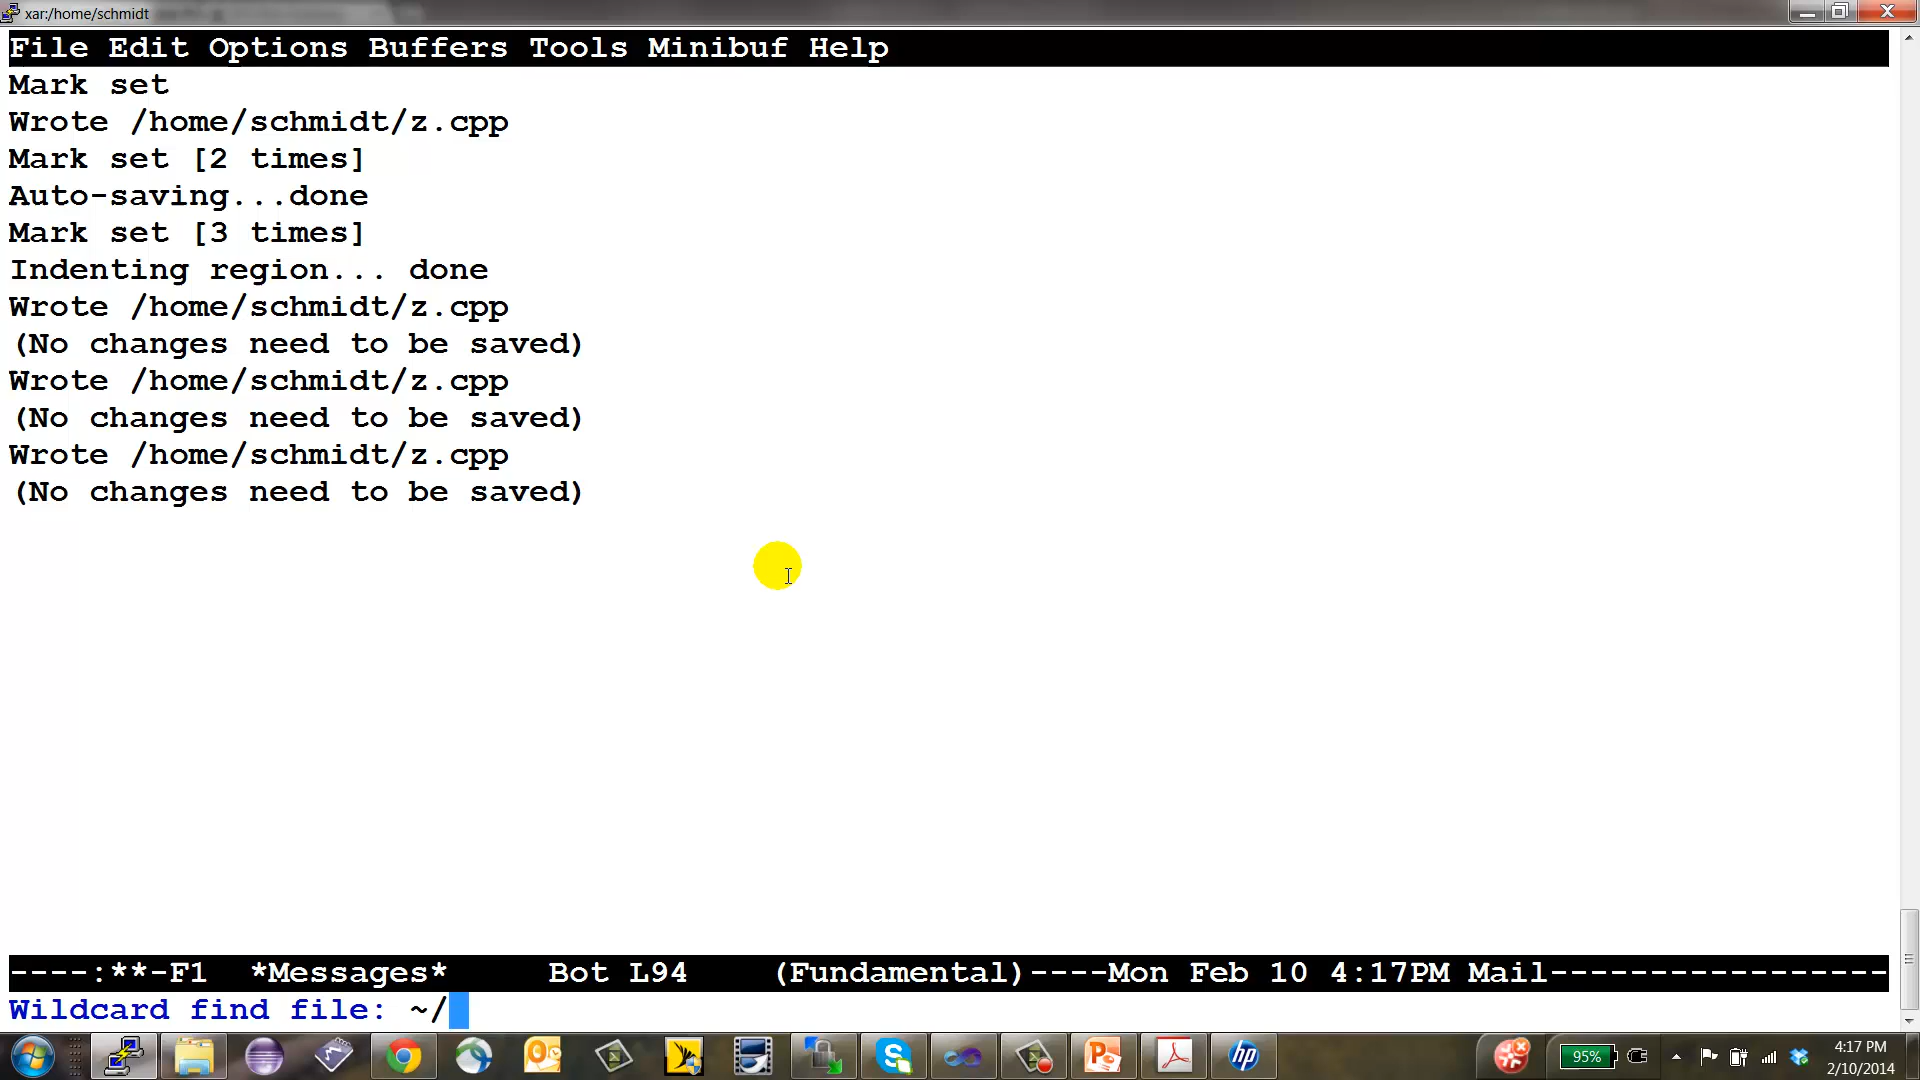 xar:/home/schmidt
File Edit Options Buffers Tools Minibuf Help
Mark set
Wrote /home/schmidt/z.cpp
Mark set [2 times]
Auto-saving...done
Mark set [3 times]
Indenting region... done
Wrote /home/schmidt/z.cpp
(No changes need to be saved)
Wrote /home/schmidt/z.cpp
(No changes need to be saved)
Wrote /home/schmidt/z.cpp
(No changes need to be saved)
----:**-F1  *Messages*     Bot L94    (Fundamental)----Mon Feb 10 4:17PM Mail-----------------
Wildcard find file: ~/
95%
4:17 PM
2/10/2014